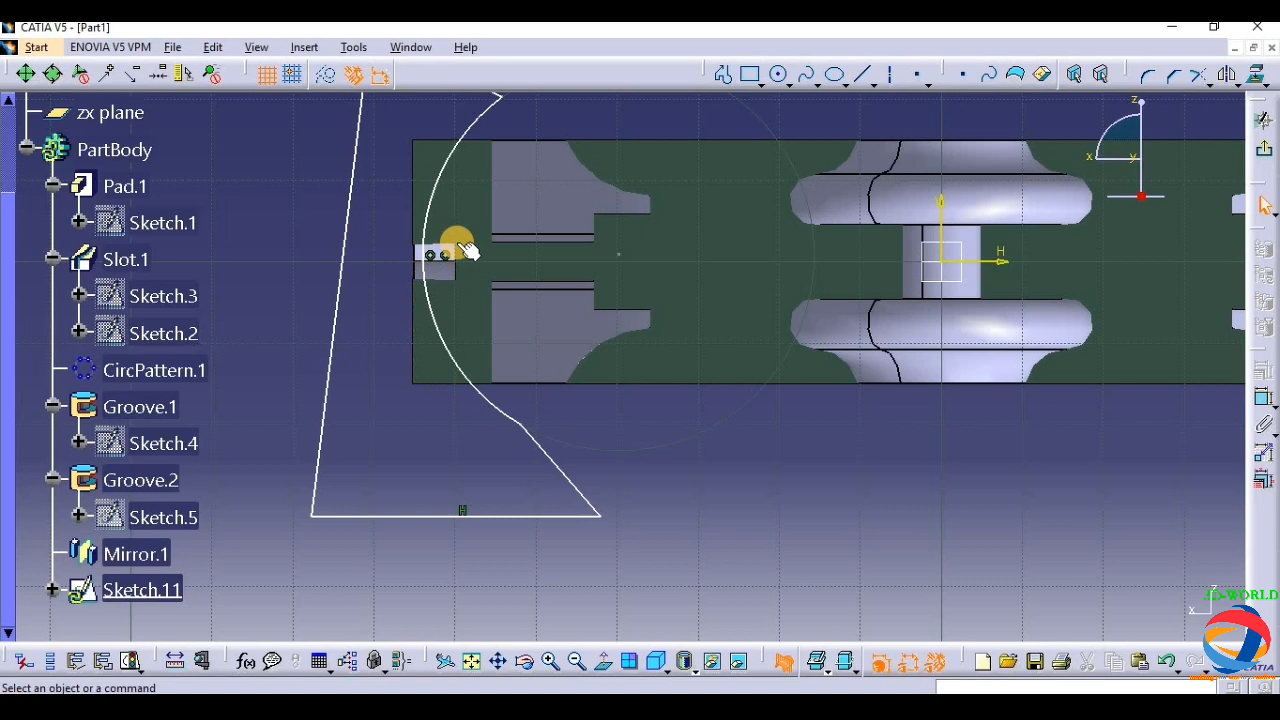 CATIA V5 - [Part1]
Start ENOVIA V5 VPM File Edit View Insert Tools Window Help
zx plane
PartBody
Pad.1
Sketch.1
Slot.1
Sketch.3
Sketch.2
CircPattern.1
Groove.1
Sketch.4
Groove.2
Sketch.5
Mirror.1
Sketch.11
z
x
y
V
H
H
z
x
3D-WORLD
f(x)
CATIA
Select an object or a command